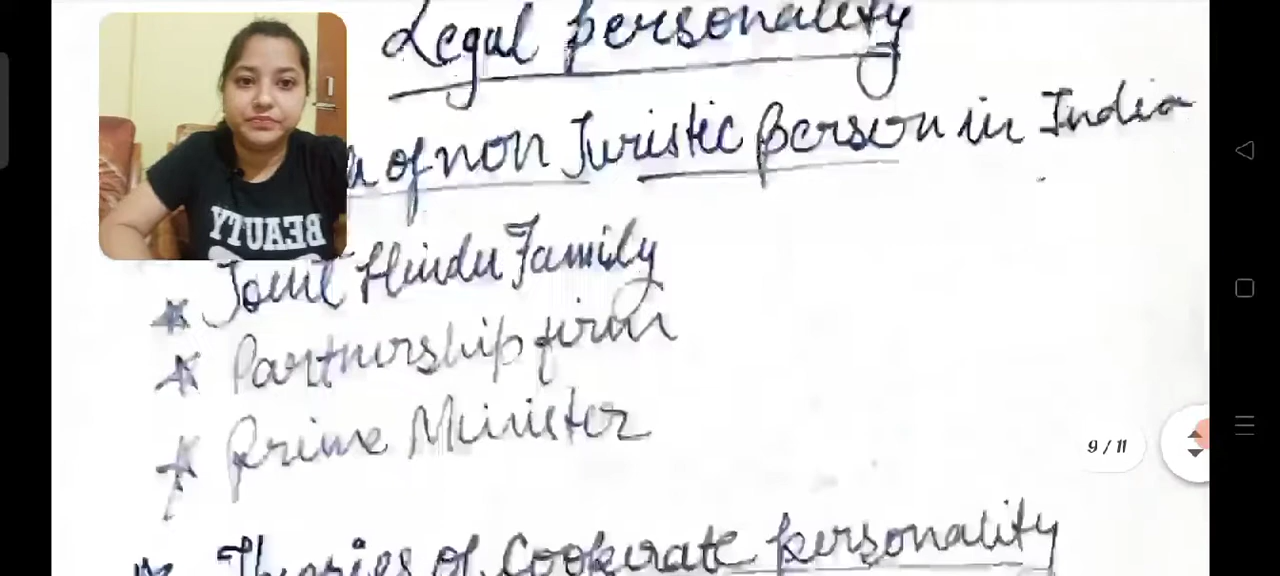 Legal personality
of non Juristic person in India
BEAUTY
* Joint Hindu Family
* Partnership firm
* Prime Minister
9 / 11
* Theories of Cooperate personality